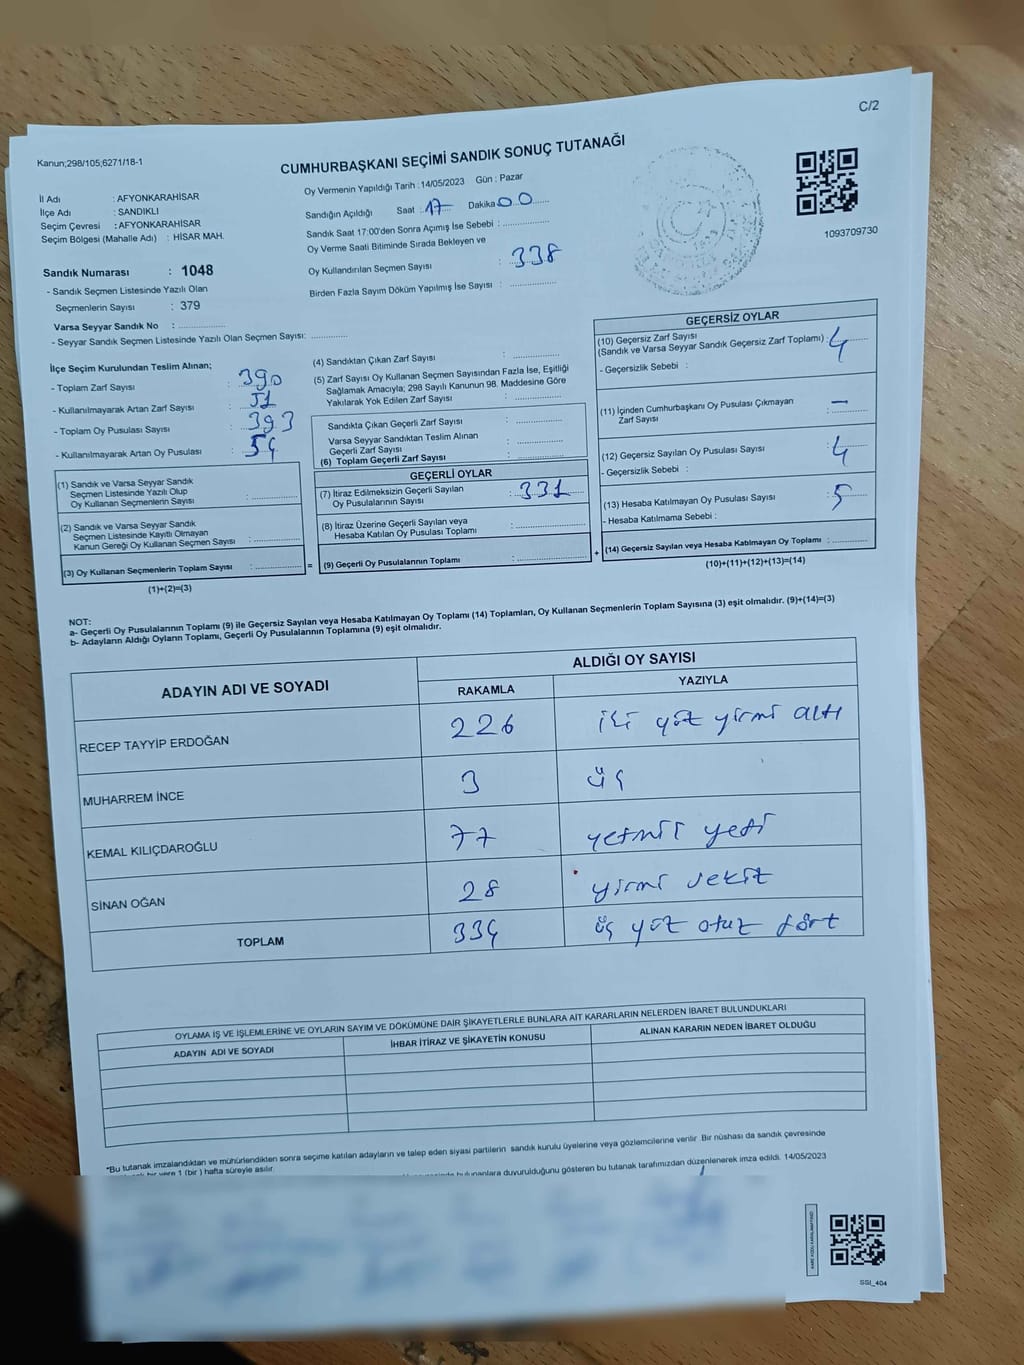 C/2
Kanun;298/105;6271/18-1
CUMHURBAŞKANI SEÇİMİ SANDIK SONUÇ TUTANAĞI
Oy Vermenin Yapıldığı Tarih : 14/05/2023 Gün : Pazar
İl Adı : AFYONKARAHİSAR
İlçe Adı : SANDIKLI
Seçim Çevresi : AFYONKARAHİSAR
Seçim Bölgesi (Mahalle Adı) : HİSAR MAH.
Sandığın Açıldığı Saat 17 Dakika 00
Sandık Saat 17:00'den Sonra Açımış İse Sebebi :
Oy Verme Saati Bitiminde Sırada Bekleyen ve
Oy Kullandırılan Seçmen Sayısı : 338
Birden Fazla Sayım Döküm Yapılmış İse Sayısı :
1093709730
Sandık Numarası : 1048
- Sandık Seçmen Listesinde Yazılı Olan
Seçmenlerin Sayısı : 379
Varsa Seyyar Sandık No :
- Seyyar Sandık Seçmen Listesinde Yazılı Olan Seçmen Sayısı:
İlçe Seçim Kurulundan Teslim Alınan;
- Toplam Zarf Sayısı : 390
- Kullanılmayarak Artan Zarf Sayısı : 51
- Toplam Oy Pusulası Sayısı : 393
- Kullanılmayarak Artan Oy Pusulası : 54
(1) Sandık ve Varsa Seyyar Sandık
Seçmen Listesinde Yazılı Olup
Oy Kullanan Seçmenlerin Sayısı :
(2) Sandık ve Varsa Seyyar Sandık
Seçmen Listesinde Kayıtlı Olmayan
Kanun Gereği Oy Kullanan Seçmen Sayısı :
(3) Oy Kullanan Seçmenlerin Toplam Sayısı :
(1)+(2)=(3)
(4) Sandıktan Çıkan Zarf Sayısı :
(5) Zarf Sayısı Oy Kullanan Seçmen Sayısından Fazla İse, Eşitliği
Sağlamak Amacıyla; 298 Sayılı Kanunun 98. Maddesine Göre
Yakılarak Yok Edilen Zarf Sayısı :
Sandıkta Çıkan Geçerli Zarf Sayısı :
Varsa Seyyar Sandıktan Teslim Alınan
Geçerli Zarf Sayısı :
(6) Toplam Geçerli Zarf Sayısı :
GEÇERLİ OYLAR
(7) İtiraz Edilmeksizin Geçerli Sayılan
Oy Pusulalarının Sayısı : 331
(8) İtiraz Üzerine Geçerli Sayılan veya
Hesaba Katılan Oy Pusulası Toplamı :
= (9) Geçerli Oy Pusulalarının Toplamı :
GEÇERSİZ OYLAR
(10) Geçersiz Zarf Sayısı
(Sandık ve Varsa Seyyar Sandık Geçersiz Zarf Toplamı) : 4
- Geçersizlik Sebebi :
(11) İçinden Cumhurbaşkanı Oy Pusulası Çıkmayan
Zarf Sayısı : —
(12) Geçersiz Sayılan Oy Pusulası Sayısı : 4
- Geçersizlik Sebebi :
(13) Hesaba Katılmayan Oy Pusulası Sayısı : 5
- Hesaba Katılmama Sebebi :
+ (14) Geçersiz Sayılan veya Hesaba Katılmayan Oy Toplamı :
(10)+(11)+(12)+(13)=(14)
NOT:
a- Geçerli Oy Pusulalarının Toplamı (9) ile Geçersiz Sayılan veya Hesaba Katılmayan Oy Toplamı (14) Toplamları, Oy Kullanan Seçmenlerin Toplam Sayısına (3) eşit olmalıdır. (9)+(14)=(3)
b- Adayların Aldığı Oyların Toplamı, Geçerli Oy Pusulalarının Toplamına (9) eşit olmalıdır.
ADAYIN ADI VE SOYADI
ALDIĞI OY SAYISI
RAKAMLA YAZIYLA
RECEP TAYYİP ERDOĞAN 226 iki yüz yirmi altı
MUHARREM İNCE 3 üç
KEMAL KILIÇDAROĞLU 77 yetmiş yedi
SİNAN OĞAN 28 yirmi sekiz
TOPLAM 334 üç yüz otuz dört
OYLAMA İŞ VE İŞLEMLERİNE VE OYLARIN SAYIM VE DÖKÜMÜNE DAİR ŞİKAYETLERLE BUNLARA AİT KARARLARIN NELERDEN İBARET BULUNDUKLARI
ADAYIN ADI VE SOYADI İHBAR İTİRAZ VE ŞİKAYETİN KONUSU ALINAN KARARIN NEDEN İBARET OLDUĞU
*Bu tutanak imzalandıktan ve mühürlendikten sonra seçime katılan adayların ve talep eden siyasi partilerin sandık kurulu üyelerine veya gözlemcilerine verilir. Bir nüshası da sandık çevresinde
bir yere 1 (bir) hafta süreyle asılır.
bulunanlara duyurulduğunu gösteren bu tutanak tarafımızdan düzenlenerek imza edildi. 14/05/2023
SSI_404